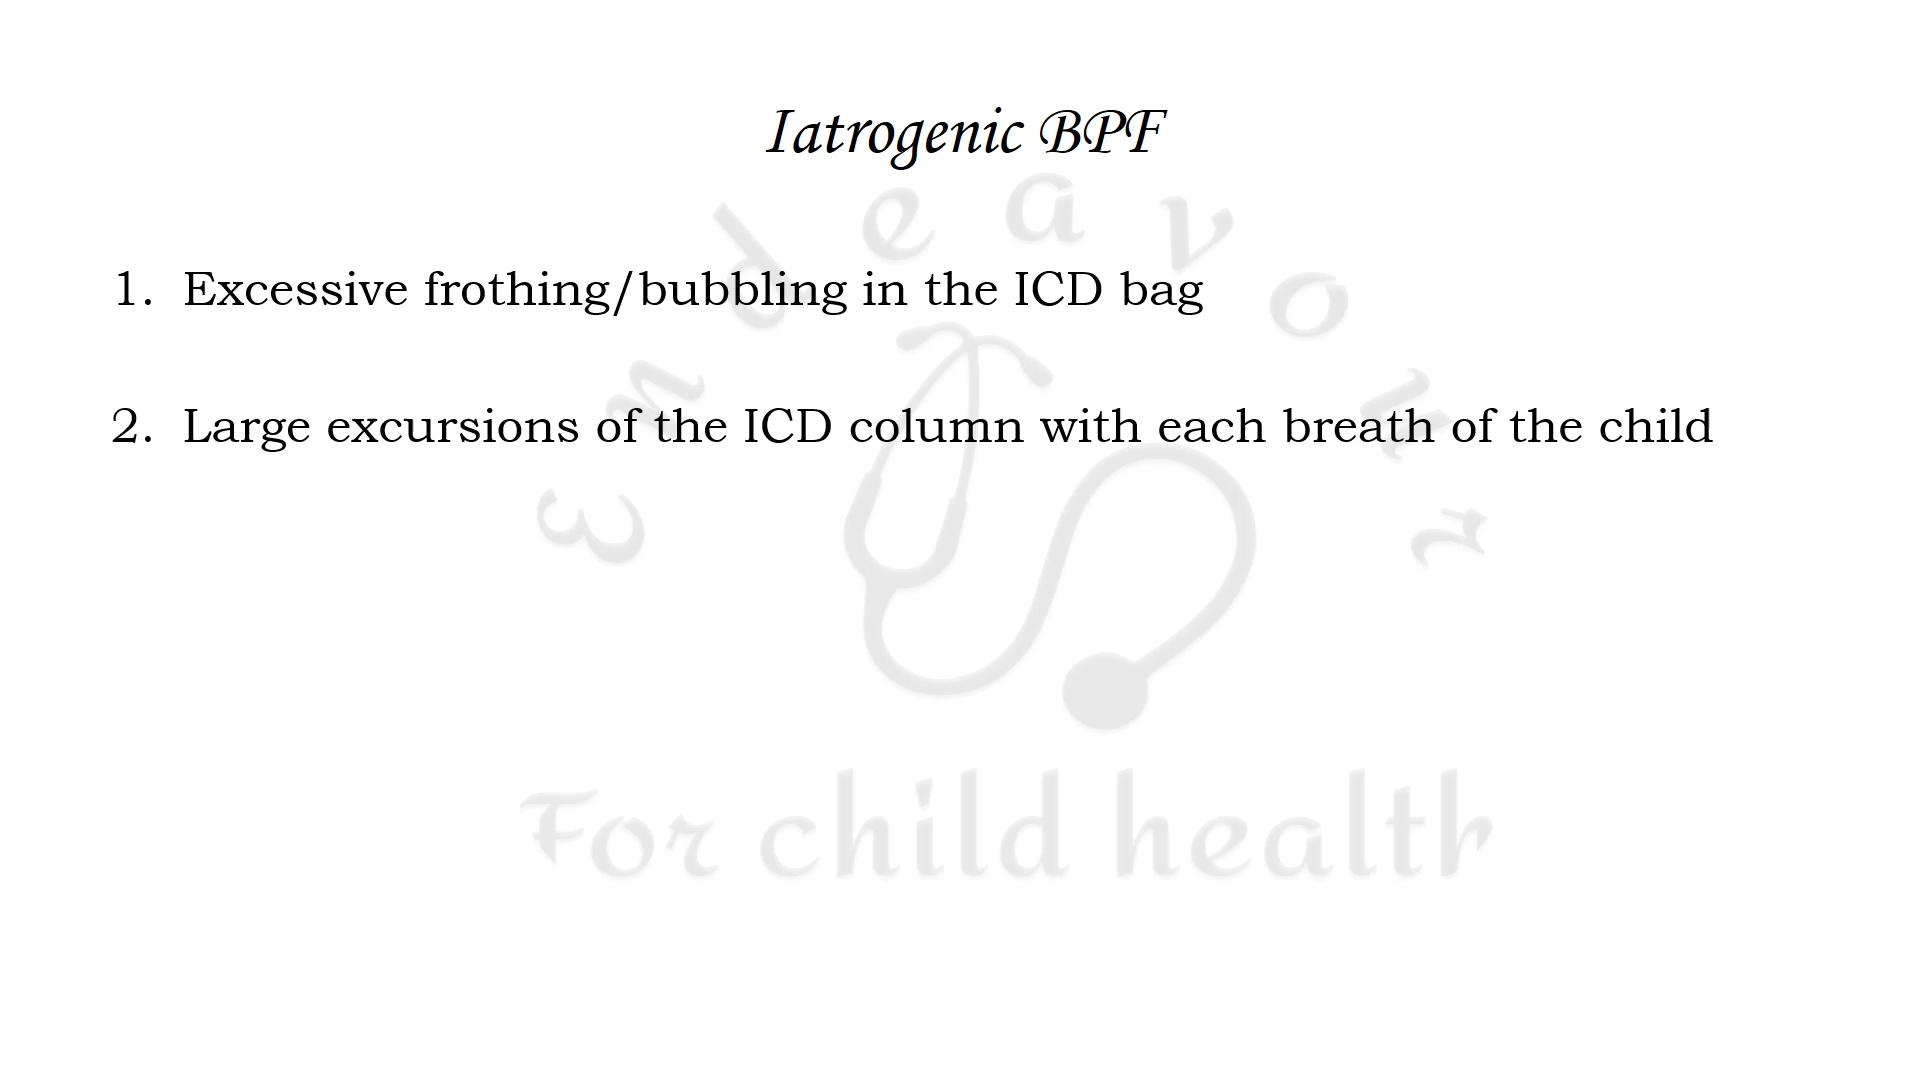 Iatrogenic BPF
1. Excessive frothing/bubbling in the ICD bag
2. Large excursions of the ICD column with each breath of the child
Endeavour
For child health